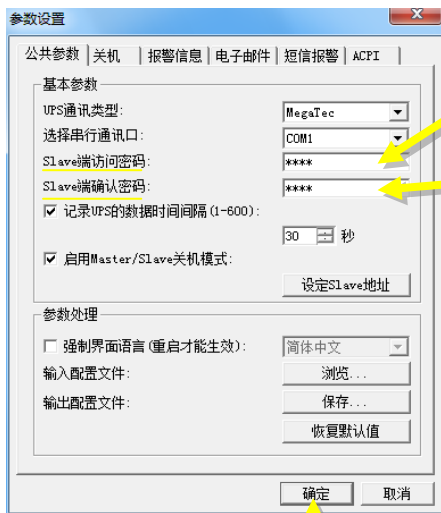 参数设置
公共参数 关机 报警信息 电子邮件 短信报警 ACPI
基本参数
UPS通讯类型: MegaTec
选择串行通讯口: COM1
Slave端访问密码: ****
Slave端确认密码: ****
记录UPS的数据时间间隔(1-600):
30 秒
启用Master/Slave关机模式:
设定Slave地址
参数处理
强制界面语言(重启才能生效): 简体中文
输入配置文件: 浏览...
输出配置文件: 保存...
恢复默认值
确定 取消